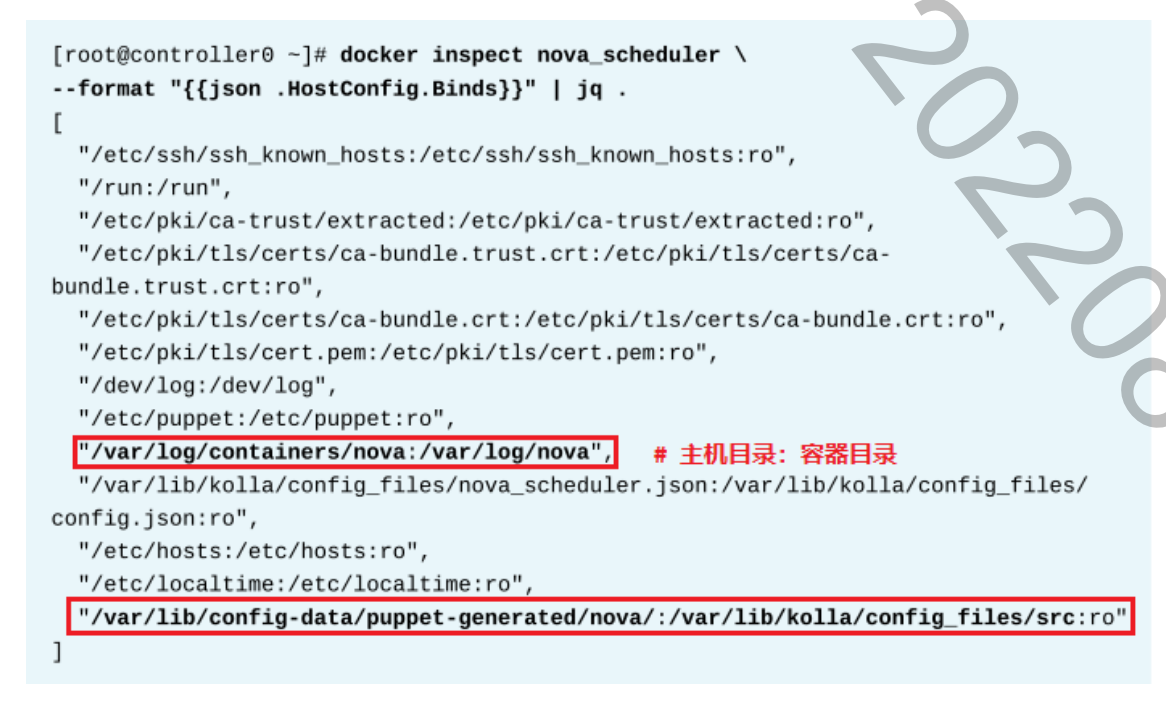 [root@controller0 ~]# docker inspect nova_scheduler \
--format "{{json .HostConfig.Binds}}" | jq .
[
  "/etc/ssh/ssh_known_hosts:/etc/ssh/ssh_known_hosts:ro",
  "/run:/run",
  "/etc/pki/ca-trust/extracted:/etc/pki/ca-trust/extracted:ro",
  "/etc/pki/tls/certs/ca-bundle.trust.crt:/etc/pki/tls/certs/ca-
bundle.trust.crt:ro",
  "/etc/pki/tls/certs/ca-bundle.crt:/etc/pki/tls/certs/ca-bundle.crt:ro",
  "/etc/pki/tls/cert.pem:/etc/pki/tls/cert.pem:ro",
  "/dev/log:/dev/log",
  "/etc/puppet:/etc/puppet:ro",
  "/var/log/containers/nova:/var/log/nova", # 主机目录：容器目录
  "/var/lib/kolla/config_files/nova_scheduler.json:/var/lib/kolla/config_files/
config.json:ro",
  "/etc/hosts:/etc/hosts:ro",
  "/etc/localtime:/etc/localtime:ro",
  "/var/lib/config-data/puppet-generated/nova/:/var/lib/kolla/config_files/src:ro"
]